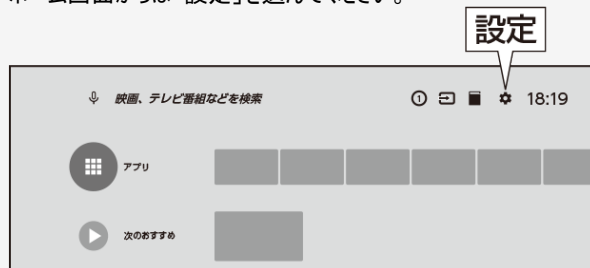 ホーム画面からは「設定」を選んでください。
設定
映画、テレビ番組などを検索
① 18:19
アプリ
次のおすすめ